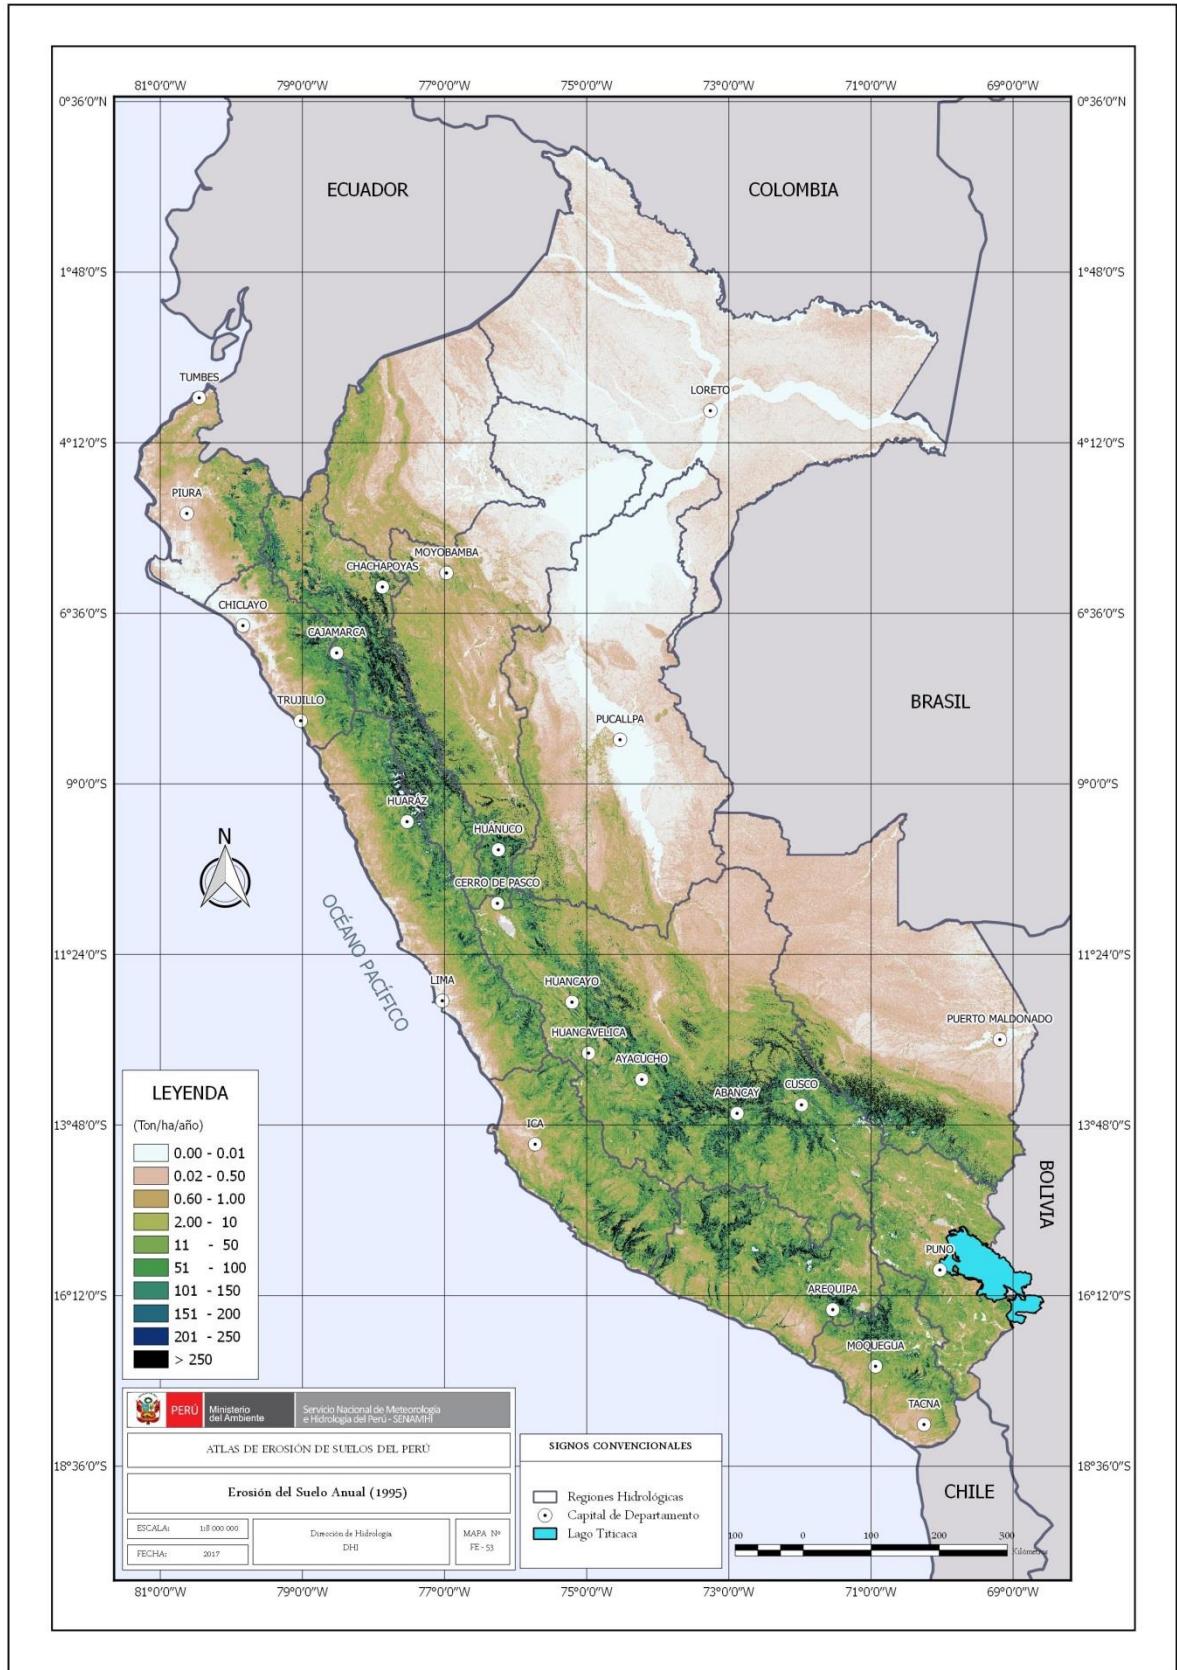 81°0'0"W 79°0'0"W 77°0'0"W 75°0'0"W 73°0'0"W 71°0'0"W 69°0'0"W
0°36'0"N 0°36'0"N
ECUADOR COLOMBIA
1°48'0"S 1°48'0"S
TUMBES
LORETO
4°12'0"S 4°12'0"S
PIURA
MOYOBAMBA
CHACHAPOYAS
6°36'0"S 6°36'0"S
CHICLAYO
CAJAMARCA
TRUJILLO
BRASIL
PUCALLPA
9°0'0"S 9°0'0"S
HUARÁZ
HUÁNUCO
N
CERRO DE PASCO
OCÉANO PACÍFICO
11°24'0"S 11°24'0"S
LIMA
HUANCAYO
PUERTO MALDONADO
HUANCAVELICA
AYACUCHO
ABANCAY
CUSCO
ICA
13°48'0"S 13°48'0"S
BOLIVIA
PUNO
AREQUIPA
16°12'0"S 16°12'0"S
MOQUEGUA
TACNA
18°36'0"S 18°36'0"S
CHILE
LEYENDA
(Ton/ha/año)
0.00 - 0.01
0.02 - 0.50
0.60 - 1.00
2.00 - 10
11 - 50
51 - 100
101 - 150
151 - 200
201 - 250
> 250
PERÚ
Ministerio
del Ambiente
Servicio Nacional de Meteorología
e Hidrología del Perú - SENAMHI
ATLAS DE EROSIÓN DE SUELOS DEL PERÚ
Erosión del Suelo Anual (1995)
ESCALA: 1:8 000 000
FECHA: 2017
Dirección de Hidrología
DHI
MAPA Nº
FE - 53
SIGNOS CONVENCIONALES
Regiones Hidrológicas
Capital de Departamento
Lago Titicaca
100 0 100 200 300
Kilómetros
81°0'0"W 79°0'0"W 77°0'0"W 75°0'0"W 73°0'0"W 71°0'0"W 69°0'0"W